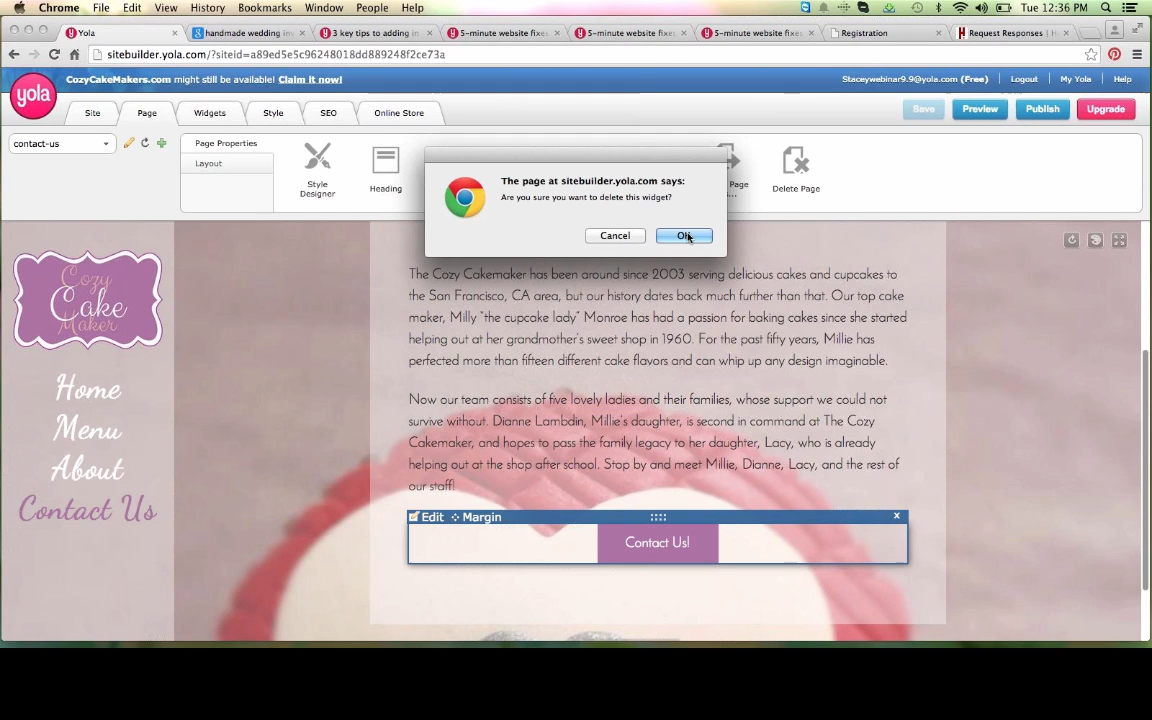 Chrome File Edit View History Bookmarks Window People Help Tue 12:36 PM
Yola handmade wedding in 3 key tips to adding in 5-minute website fixes 5-minute website fixes 5-minute website fixes Registration Request Responses | H
sitebuilder.yola.com/?siteid=a89ed5e5c96248018dd889248f2ce73a
yola
CozyCakeMakers.com might still be available! Claim it now!
Staceywebinar9.9@yola.com (Free) Logout My Yola Help
Site Page Widgets Style SEO Online Store
Save Preview Publish Upgrade
contact-us
Page Properties
Layout
Style
Designer
Heading
Page
...
Delete Page
The page at sitebuilder.yola.com says:
Are you sure you want to delete this widget?
Cancel OK
Cozy
Cake
Maker
Home
Menu
About
Contact Us
The Cozy Cakemaker has been around since 2003 serving delicious cakes and cupcakes to
the San Francisco, CA area, but our history dates back much further than that. Our top cake
maker, Milly "the cupcake lady" Monroe has had a passion for baking cakes since she started
helping out at her grandmother's sweet shop in 1960. For the past fifty years, Millie has
perfected more than fifteen different cake flavors and can whip up any design imaginable.
Now our team consists of five lovely ladies and their families, whose support we could not
survive without. Dianne Lambdin, Millie's daughter, is second in command at The Cozy
Cakemaker, and hopes to pass the family legacy to her daughter, Lacy, who is already
helping out at the shop after school. Stop by and meet Millie, Dianne, Lacy, and the rest of
our staff!
Edit Margin x
Contact Us!